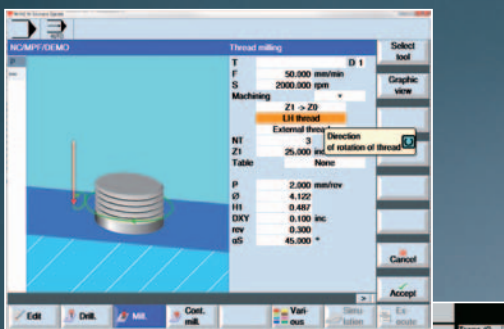 AUTO
NC/MPF/DEMO
Thread milling
Select
tool
P
T D 1
F 50.000 mm/min
S 2000.000 rpm
Graphic
view
Machining
Z1 -> Z0
LH thread
External thread
Direction
of rotation of thread
NT 3
Z1 25.000 inc
Table None
P 2.000 mm/rev
Ø 4.122
H1 0.487
DXY 0.100 inc
rev 0.300
αS 45.000 °
Cancel
Accept
Edit
Drill.
Mill.
Cont.
mill.
Vari-
ous
Simu
lation
Ex-
ecute